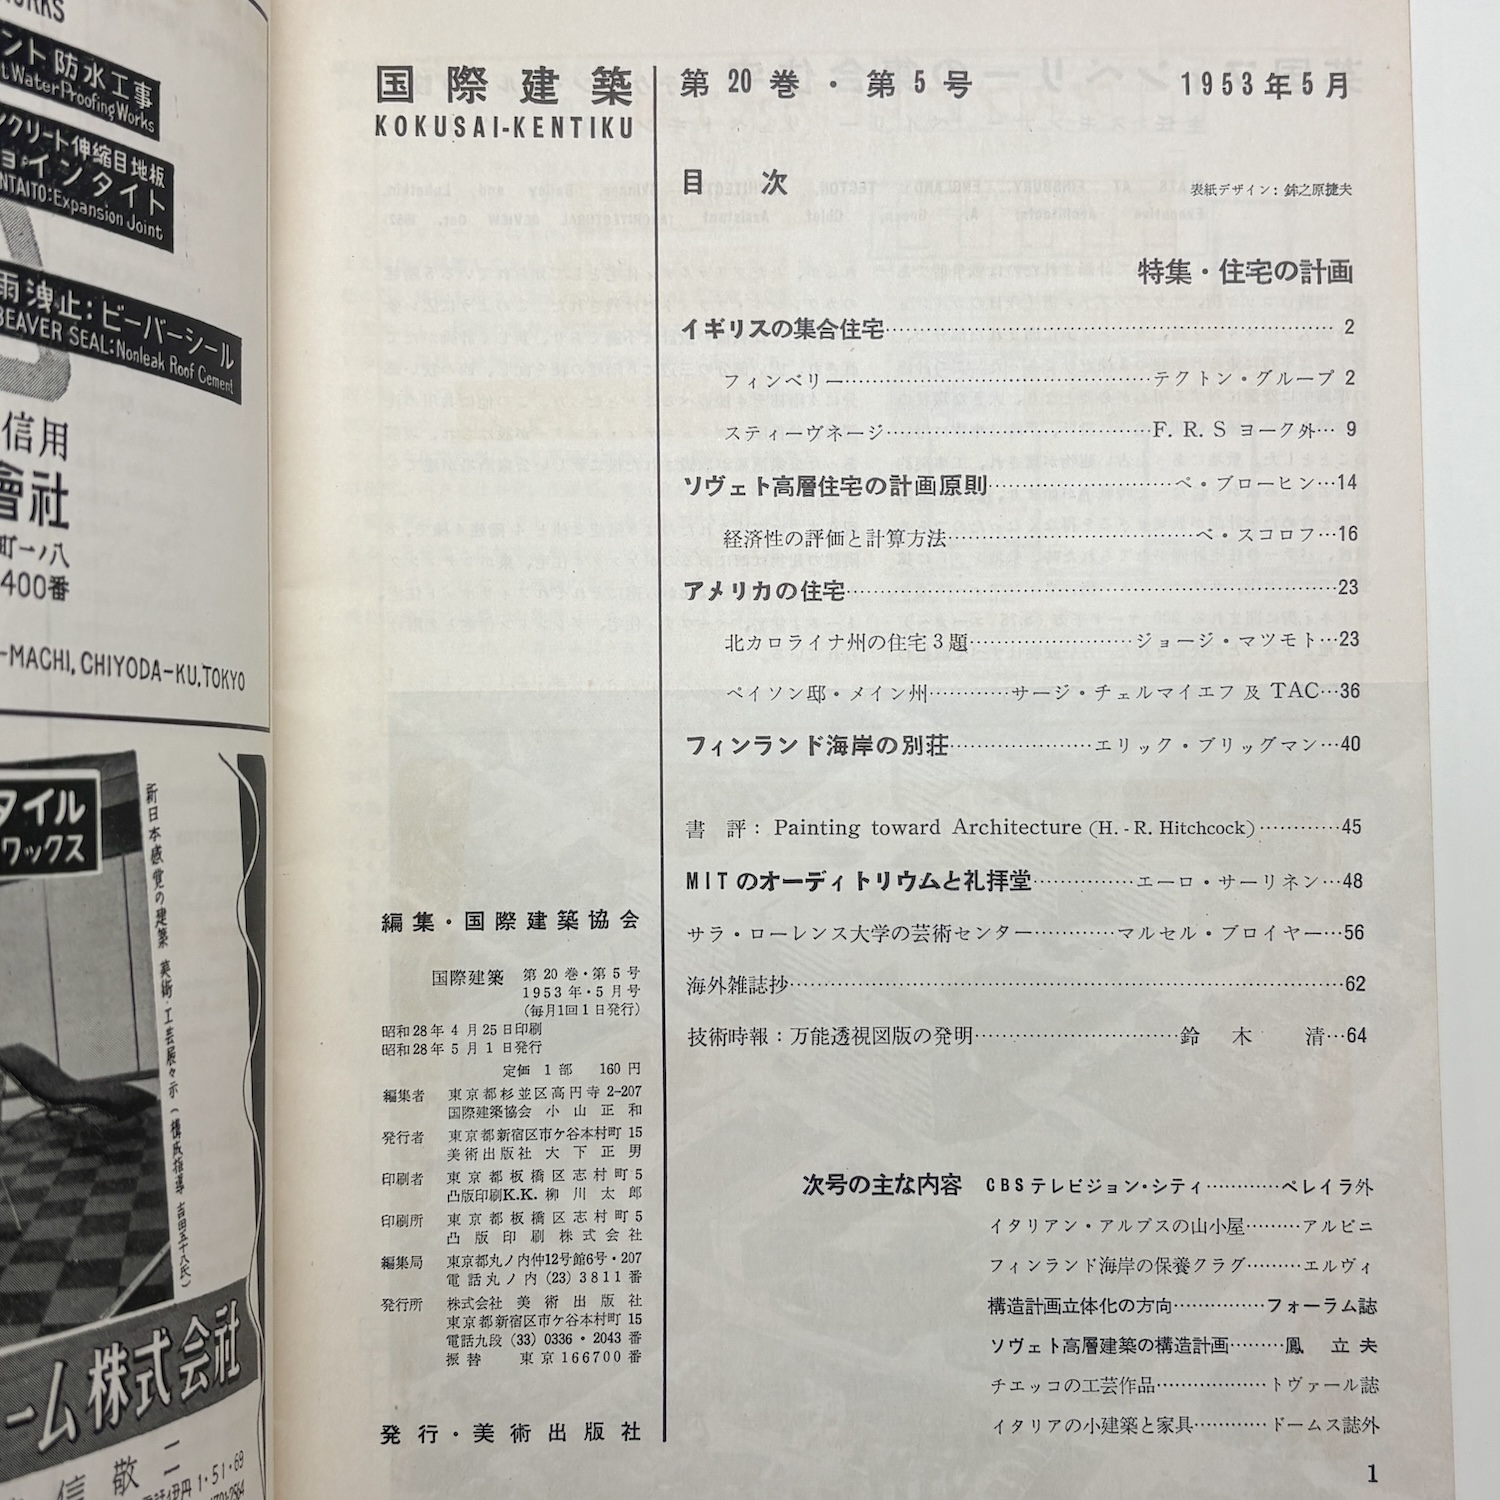 ORKS
ント防水工事
t WaterProofing Works
ンクリート伸縮目地板
ョイ ンタイト
NTAITO: Expansion Joint
雨洩止:ビーバーシール
BEAVER SEAL: Nonleak Roof Cement
信用
會社
町一ノ八
400番
-MACHI, CHIYODA-KU, TOKYO
タイル
ワックス
新日本感覚の建築 美術・工芸展々示(構成指導 吉田五十八氏)
ーム株式会社
信 敬 二
1・51・69
国際建築
KOKUSAI-KENTIKU
第20巻・第5号 1953年5月
目 次
表紙デザイン:鉾之原捷夫
特集・住宅の計画
イギリスの集合住宅…… 2
フィンベリー……テクトン・グループ 2
スティーヴネージ……F. R. S ヨーク外… 9
ソヴェト高層住宅の計画原則……ペ・ブローヒン…14
経済性の評価と計算方法……ベ・スコロフ…16
アメリカの住宅……23
北カロライナ州の住宅3題……ジョージ・マツモト…23
ペイソン邸・メイン州……サージ・チェルマイエフ 及 TAC…36
フィンランド海岸の別荘……エリック・ブリッグマン…40
書 評: Painting toward Architecture (H. - R. Hitchcock)……45
MITのオーディトリウムと礼拝堂……エーロ・サーリネン…48
サラ・ローレンス大学の芸術センター……マルセル・ブロイヤー…56
海外雑誌抄……62
技術時報:万能透視図版の発明……鈴 木 清…64
編集・国際建築協会
国際建築 第20巻・第5号
1953年・5月号
(毎月1回1日発行)
昭和28年4月25日印刷
昭和28年5月1日発行
定価 1部 160円
編集者 東京都杉並区高円寺 2-207
国際建築協会 小山正和
発行者 東京都新宿区市ケ谷本村町 15
美術出版社 大下正男
印刷者 東京都板橋区志村町 5
凸版印刷K.K. 柳川太郎
印刷所 東京都板橋区志村町 5
凸版印刷株式会社
編集局 東京都丸ノ内仲12号館6号・207
電話丸ノ内 (23) 3811番
発行所 株式会社 美術出版社
東京都新宿区市ケ谷本村町 15
電話九段 (33) 0336・2043番
振替 東京166700番
発行・美術出版社
次号の主な内容 CBSテレビジョン・シティ……ペレイラ外
イタリアン・アルプスの山小屋……アルビニ
フィンランド海岸の保養クラグ……エルヴィ
構造計画立体化の方向……フォーラム誌
ソヴェト高層建築の構造計画……鳳 立夫
チエッコの工芸作品……トヴァール誌
イタリアの小建築と家具……ドームス誌外
1